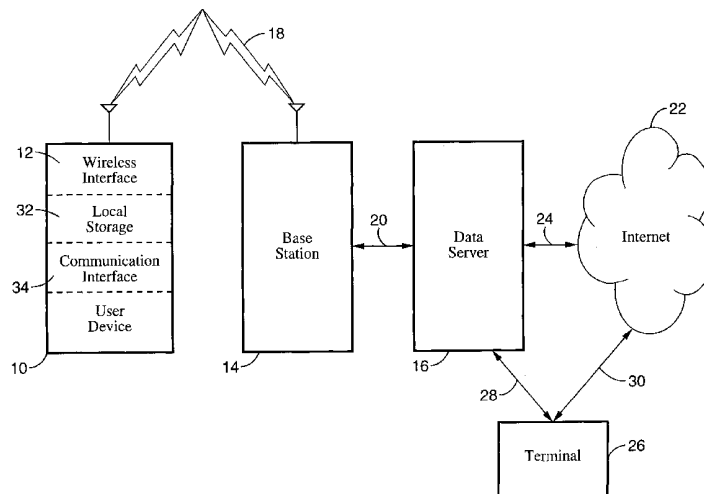 18
12
Wireless
Interface
32
Local
Storage
34
Communication
Interface
User
Device
10
Base
Station
14
20
Data
Server
16
24
22
Internet
28
30
Terminal
26